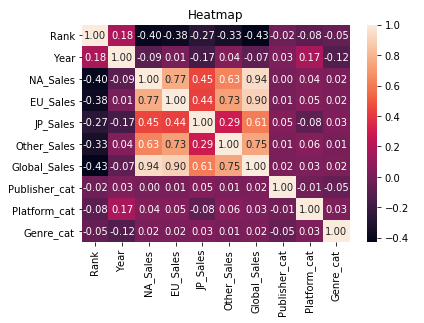 Heatmap
Rank 1.00 0.18 -0.40 -0.38 -0.27 -0.33 -0.43 -0.02 -0.08 -0.05
Year 0.18 1.00 -0.09 0.01 -0.17 0.04 -0.07 0.03 0.17 -0.12
NA_Sales -0.40 -0.09 1.00 0.77 0.45 0.63 0.94 0.00 0.04 0.02
EU_Sales -0.38 0.01 0.77 1.00 0.44 0.73 0.90 0.01 0.05 0.02
JP_Sales -0.27 -0.17 0.45 0.44 1.00 0.29 0.61 0.05 -0.08 0.03
Other_Sales -0.33 0.04 0.63 0.73 0.29 1.00 0.75 0.01 0.06 0.01
Global_Sales -0.43 -0.07 0.94 0.90 0.61 0.75 1.00 0.02 0.03 0.02
Publisher_cat -0.02 0.03 0.00 0.01 0.05 0.01 0.02 1.00 -0.01 -0.05
Platform_cat -0.08 0.17 0.04 0.05 -0.08 0.06 0.03 -0.01 1.00 0.03
Genre_cat -0.05 -0.12 0.02 0.02 0.03 0.01 0.02 -0.05 0.03 1.00
Rank
Year
NA_Sales
EU_Sales
JP_Sales
Other_Sales
Global_Sales
Publisher_cat
Platform_cat
Genre_cat
1.0
0.8
0.6
0.4
0.2
0.0
−0.2
−0.4